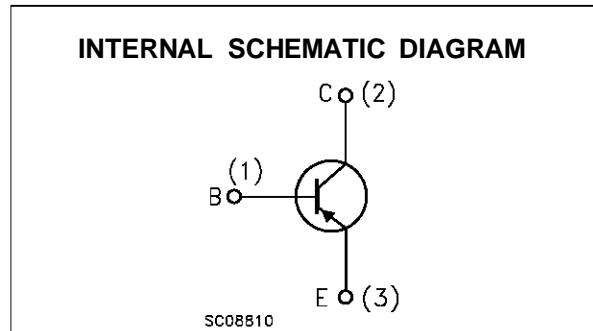 INTERNAL SCHEMATIC DIAGRAM
C (2)
(1)
B
E (3)
SC08810